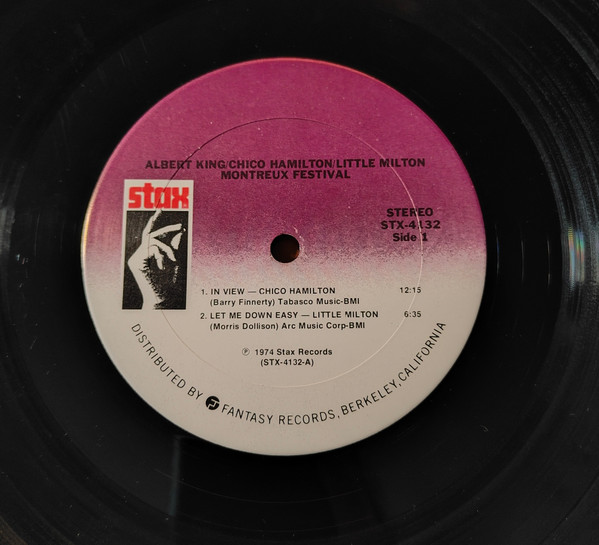 ALBERT KING/CHICO HAMILTON/LITTLE MILTON
MONTREUX FESTIVAL
stax
STEREO
STX-4132
Side 1
1. IN VIEW — CHICO HAMILTON 12:15
(Barry Finnerty) Tabasco Music-BMI
2. LET ME DOWN EASY — LITTLE MILTON 6:35
(Morris Dollison) Arc Music Corp-BMI
℗ 1974 Stax Records
(STX-4132-A)
DISTRIBUTED BY FANTASY RECORDS, BERKELEY, CALIFORNIA